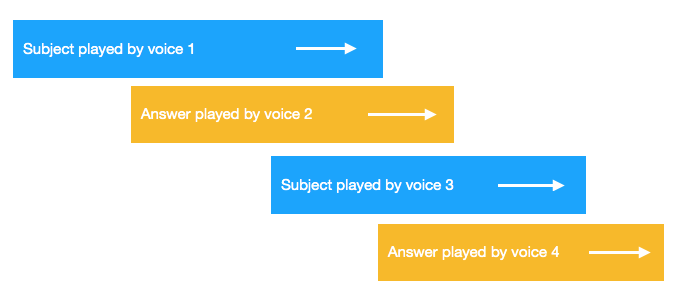 Subject played by voice 1
Answer played by voice 2
Subject played by voice 3
Answer played by voice 4